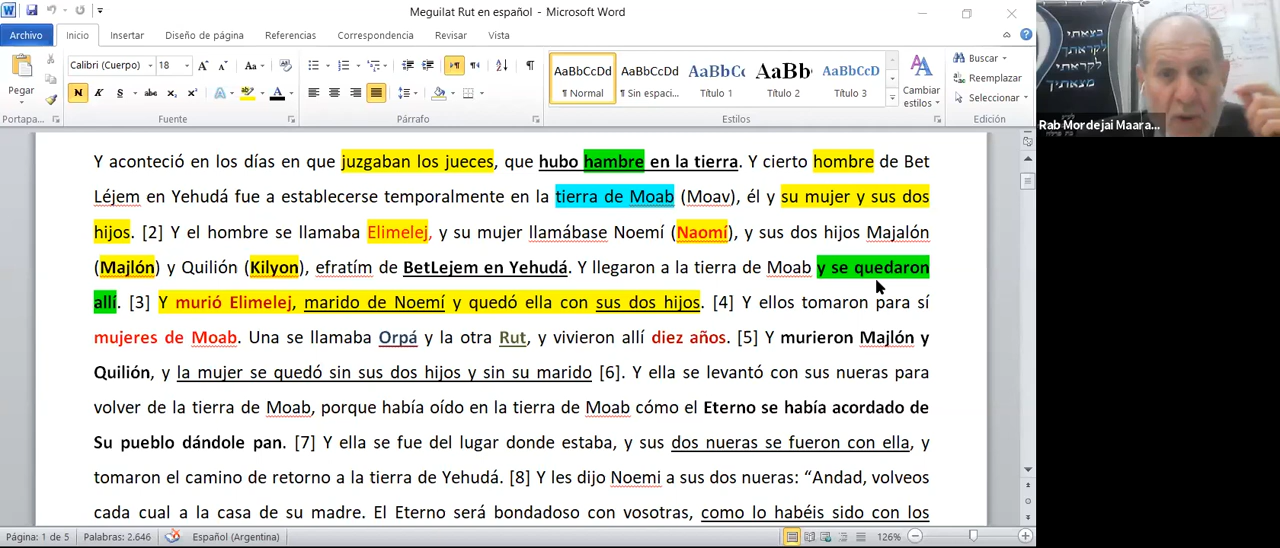 Meguilat Rut en español - Microsoft Word
Archivo Inicio Insertar Diseño de página Referencias Correspondencia Revisar Vista
Calibri (Cuerpo) 18
Pegar
N K S
AaBbCcDd AaBbCcDd AaBbCc AaBb AaBbCcD
¶ Normal ¶ Sin espaci... Título 1 Título 2 Título 3
Cambiar estilos
Buscar
Reemplazar
Seleccionar
Portapa... Fuente Párrafo Estilos Edición
Y aconteció en los días en que juzgaban los jueces, que hubo hambre en la tierra. Y cierto hombre de Bet
Léjem en Yehudá fue a establecerse temporalmente en la tierra de Moab (Moav), él y su mujer y sus dos
hijos. [2] Y el hombre se llamaba Elimelej, y su mujer llamábase Noemí (Naomí), y sus dos hijos Majalón
(Majlón) y Quilión (Kilyon), efratím de BetLejem en Yehudá. Y llegaron a la tierra de Moab y se quedaron
allí. [3] Y murió Elimelej, marido de Noemí y quedó ella con sus dos hijos. [4] Y ellos tomaron para sí
mujeres de Moab. Una se llamaba Orpá y la otra Rut, y vivieron allí diez años. [5] Y murieron Majlón y
Quilión, y la mujer se quedó sin sus dos hijos y sin su marido [6]. Y ella se levantó con sus nueras para
volver de la tierra de Moab, porque había oído en la tierra de Moab cómo el Eterno se había acordado de
Su pueblo dándole pan. [7] Y ella se fue del lugar donde estaba, y sus dos nueras se fueron con ella, y
tomaron el camino de retorno a la tierra de Yehudá. [8] Y les dijo Noemi a sus dos nueras: “Andad, volveos
cada cual a la casa de su madre. El Eterno será bondadoso con vosotras, como lo habéis sido con los
Página: 1 de 5 Palabras: 2.646 Español (Argentina) 126%
בצאתי
לקראתך
לקראתי
מצאתיך
Rab Mordejai Maara...